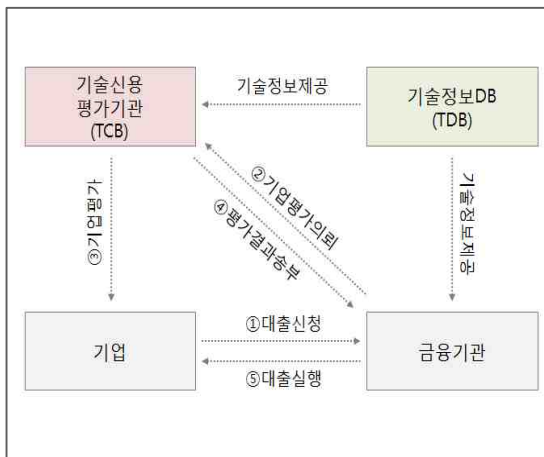 기술신용
평가기관
(TCB)
기술정보제공
기술정보DB
(TDB)
②기업평가의뢰
④평가결과송부
③기업평가
기술정보제공
기업
①대출신청
⑤대출실행
금융기관